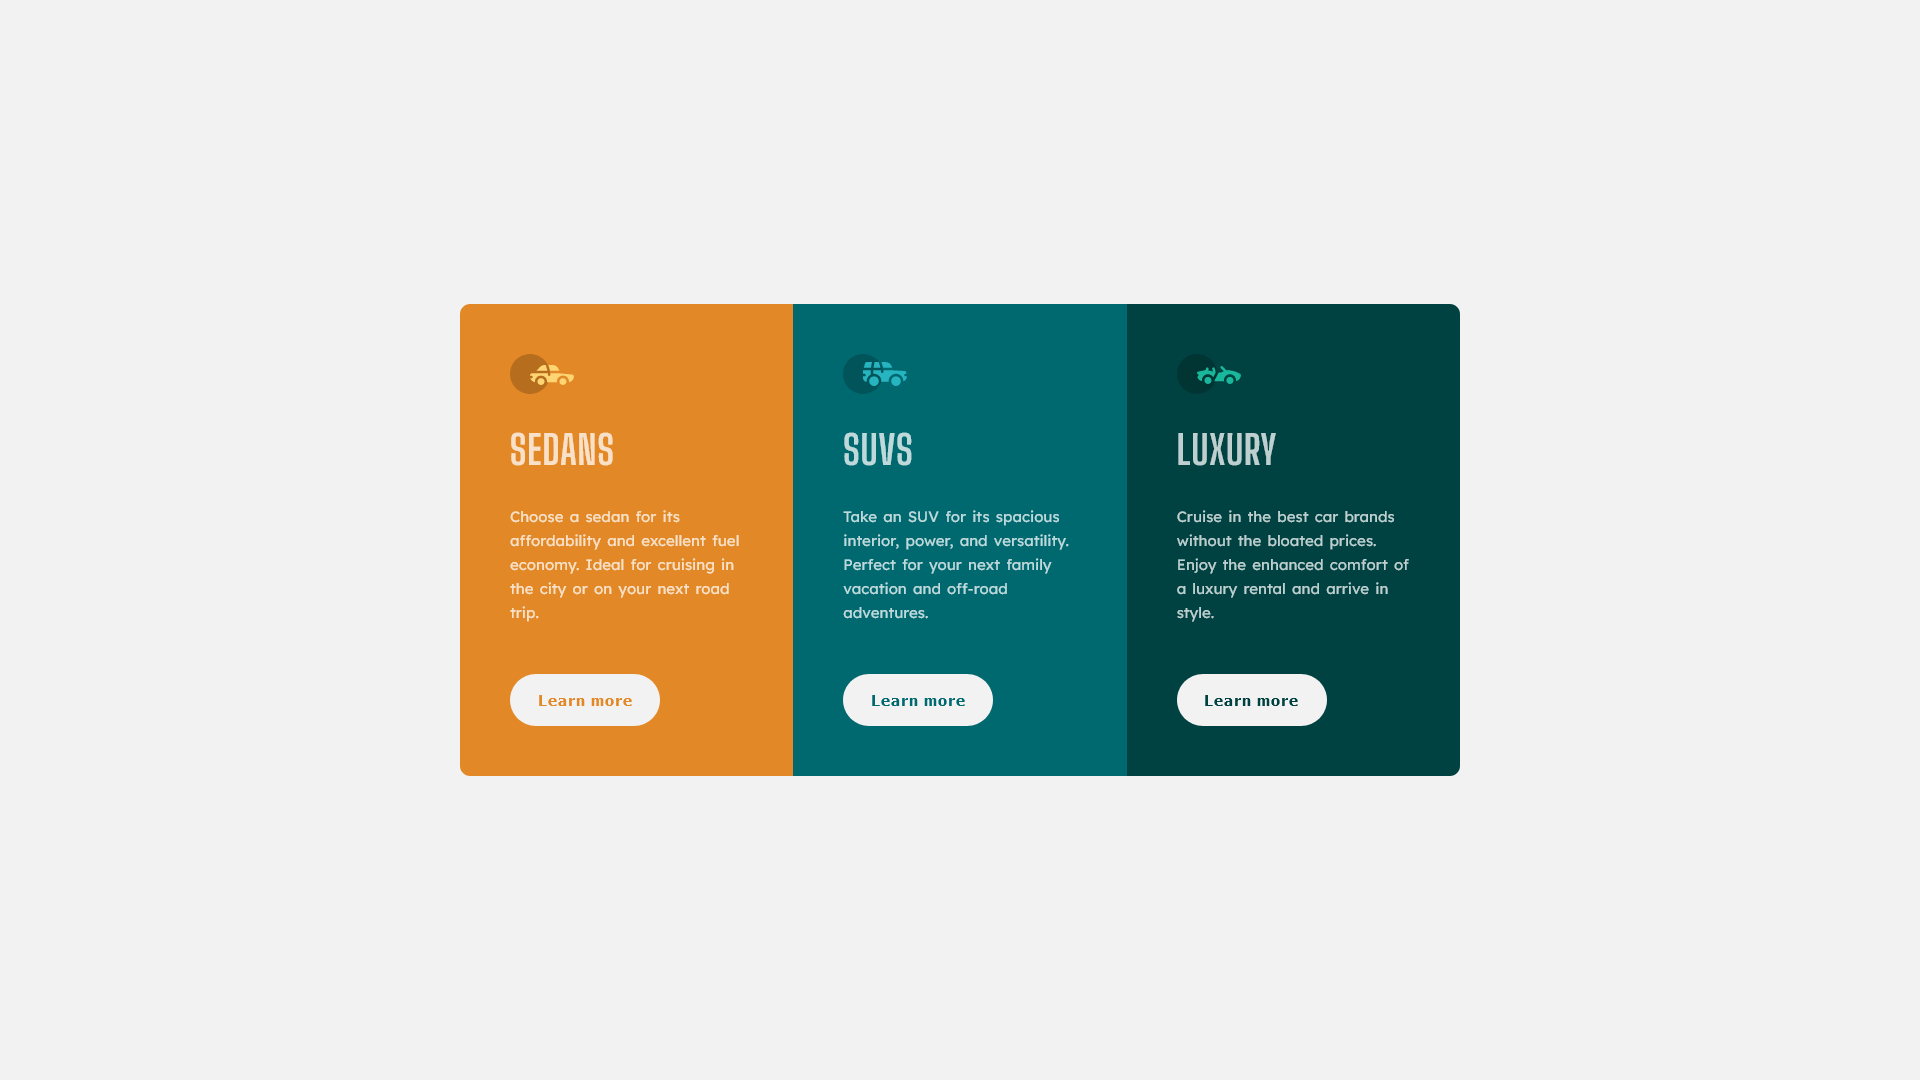 SEDANS
Choose a sedan for its
affordability and excellent fuel
economy. Ideal for cruising in
the city or on your next road
trip.
Learn more
SUVS
Take an SUV for its spacious
interior, power, and versatility.
Perfect for your next family
vacation and off-road
adventures.
Learn more
LUXURY
Cruise in the best car brands
without the bloated prices.
Enjoy the enhanced comfort of
a luxury rental and arrive in
style.
Learn more